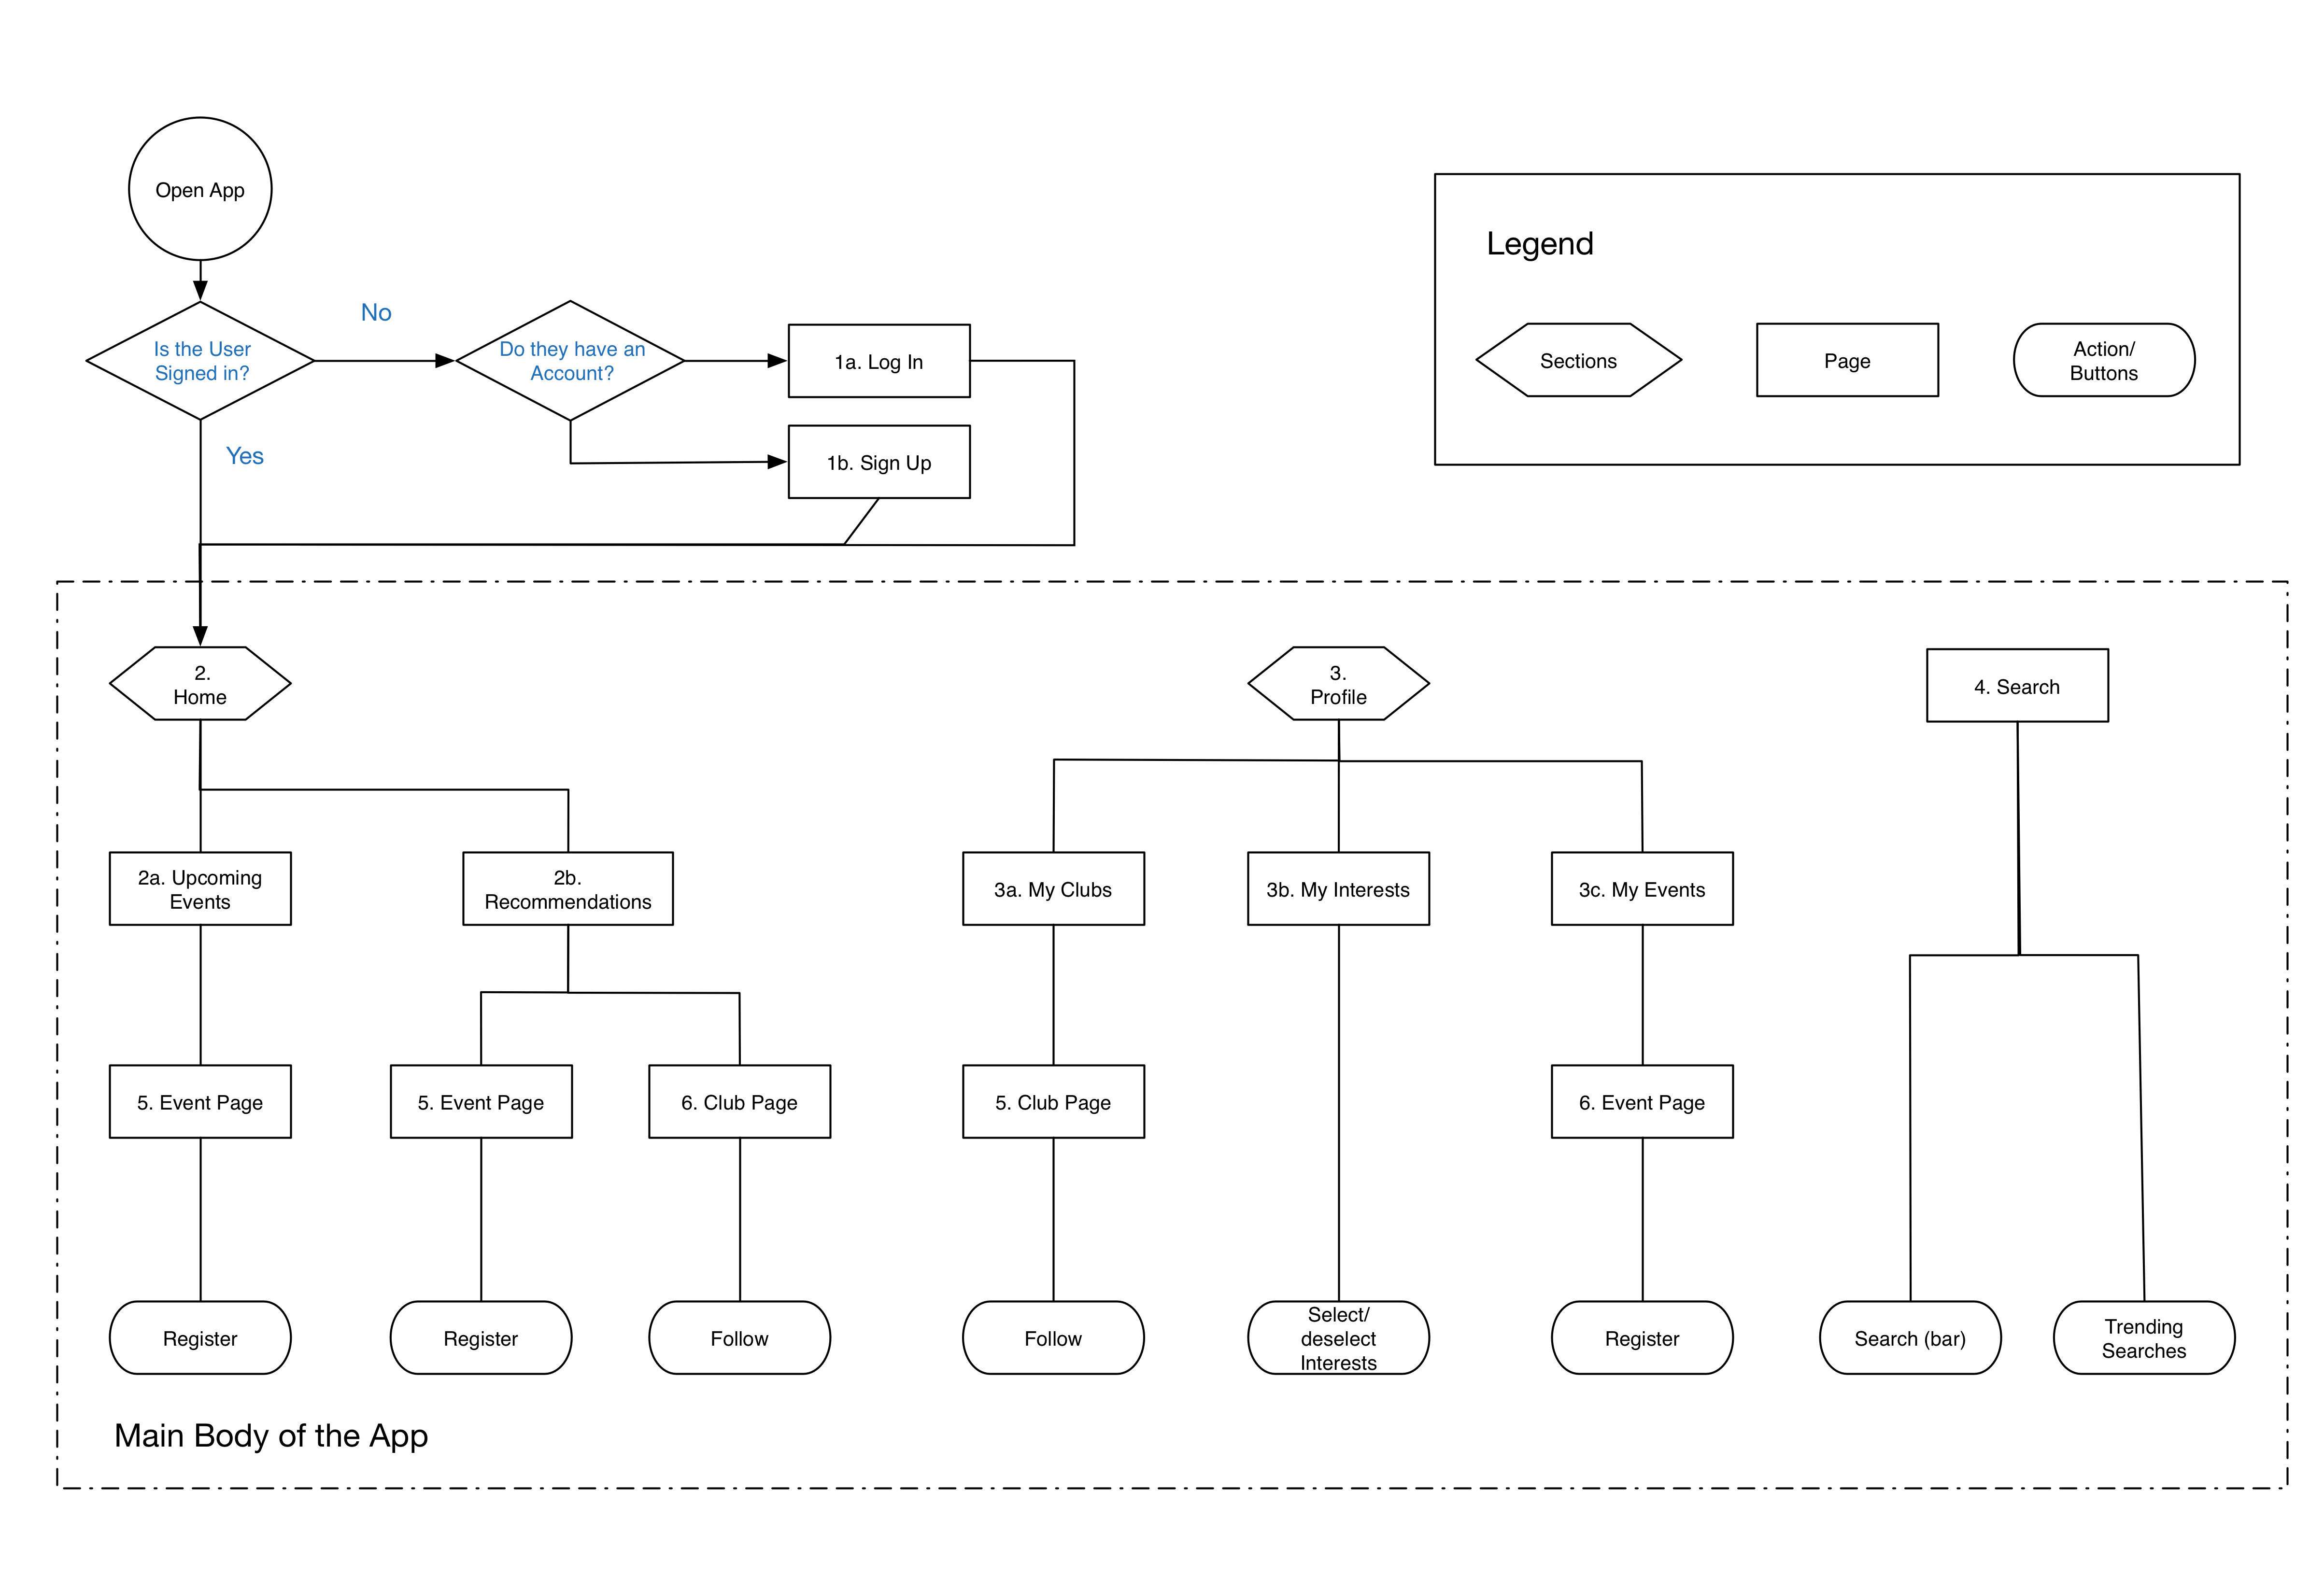 Open App
Legend
No
Is the User
Signed in?
Do they have an
Account?
1a. Log In
Sections
Page
Action/
Buttons
Yes
1b. Sign Up
2.
Home
3.
Profile
4. Search
2a. Upcoming
Events
2b.
Recommendations
3a. My Clubs
3b. My Interests
3c. My Events
5. Event Page
5. Event Page
6. Club Page
5. Club Page
6. Event Page
Register
Register
Follow
Follow
Select/
deselect
Interests
Register
Search (bar)
Trending
Searches
Main Body of the App